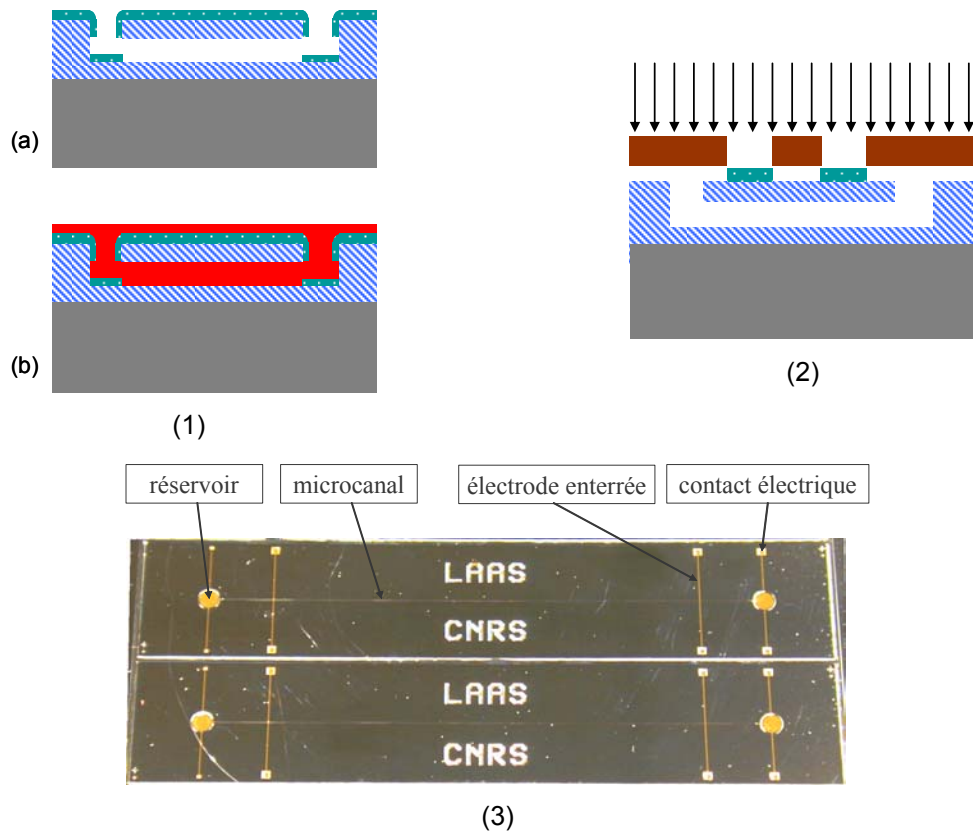 (a)
(b)
(1)
(2)
réservoir
microcanal
électrode enterrée
contact électrique
LAAS
CNRS
LAAS
CNRS
(3)